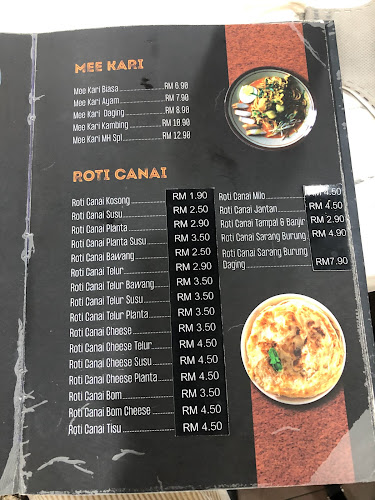 MEE KARI
Mee Kari Biasa...................RM 6.90
Mee Kari Ayam..................RM 7.90
Mee Kari  Daging..............RM 8.90
Mee Kari Kambing............RM 10.90
Mee Kari MH Spl...............RM 12.90
ROTI CANAI
Roti Canai Kosong RM 1.90
Roti Canai Susu RM 2.50
Roti Canai Planta RM 2.90
Roti Canai Planta Susu RM 3.50
Roti Canai Bawang RM 2.50
Roti Canai Telur RM 2.90
Roti Canai Telur Bawang RM 3.50
Roti Canai Telur Susu RM 3.50
Roti Canai Telur Planta RM 3.50
Roti Canai Cheese RM 3.50
Roti Canai Cheese Telur RM 4.50
Roti Canai Cheese Susu RM 4.50
Roti Canai Cheese Planta RM 4.50
Roti Canai Bom RM 3.50
Roti Canai Bom Cheese RM 4.50
Roti Canai Tisu RM 4.50
Roti Canai Milo RM 4.50
Roti Canai Jantan RM 4.50
Roti Canai Tampal & Banjir RM 2.90
Roti Canai Sarang Burung RM 4.90
Roti Canai Sarang Burung
Daging RM7.90